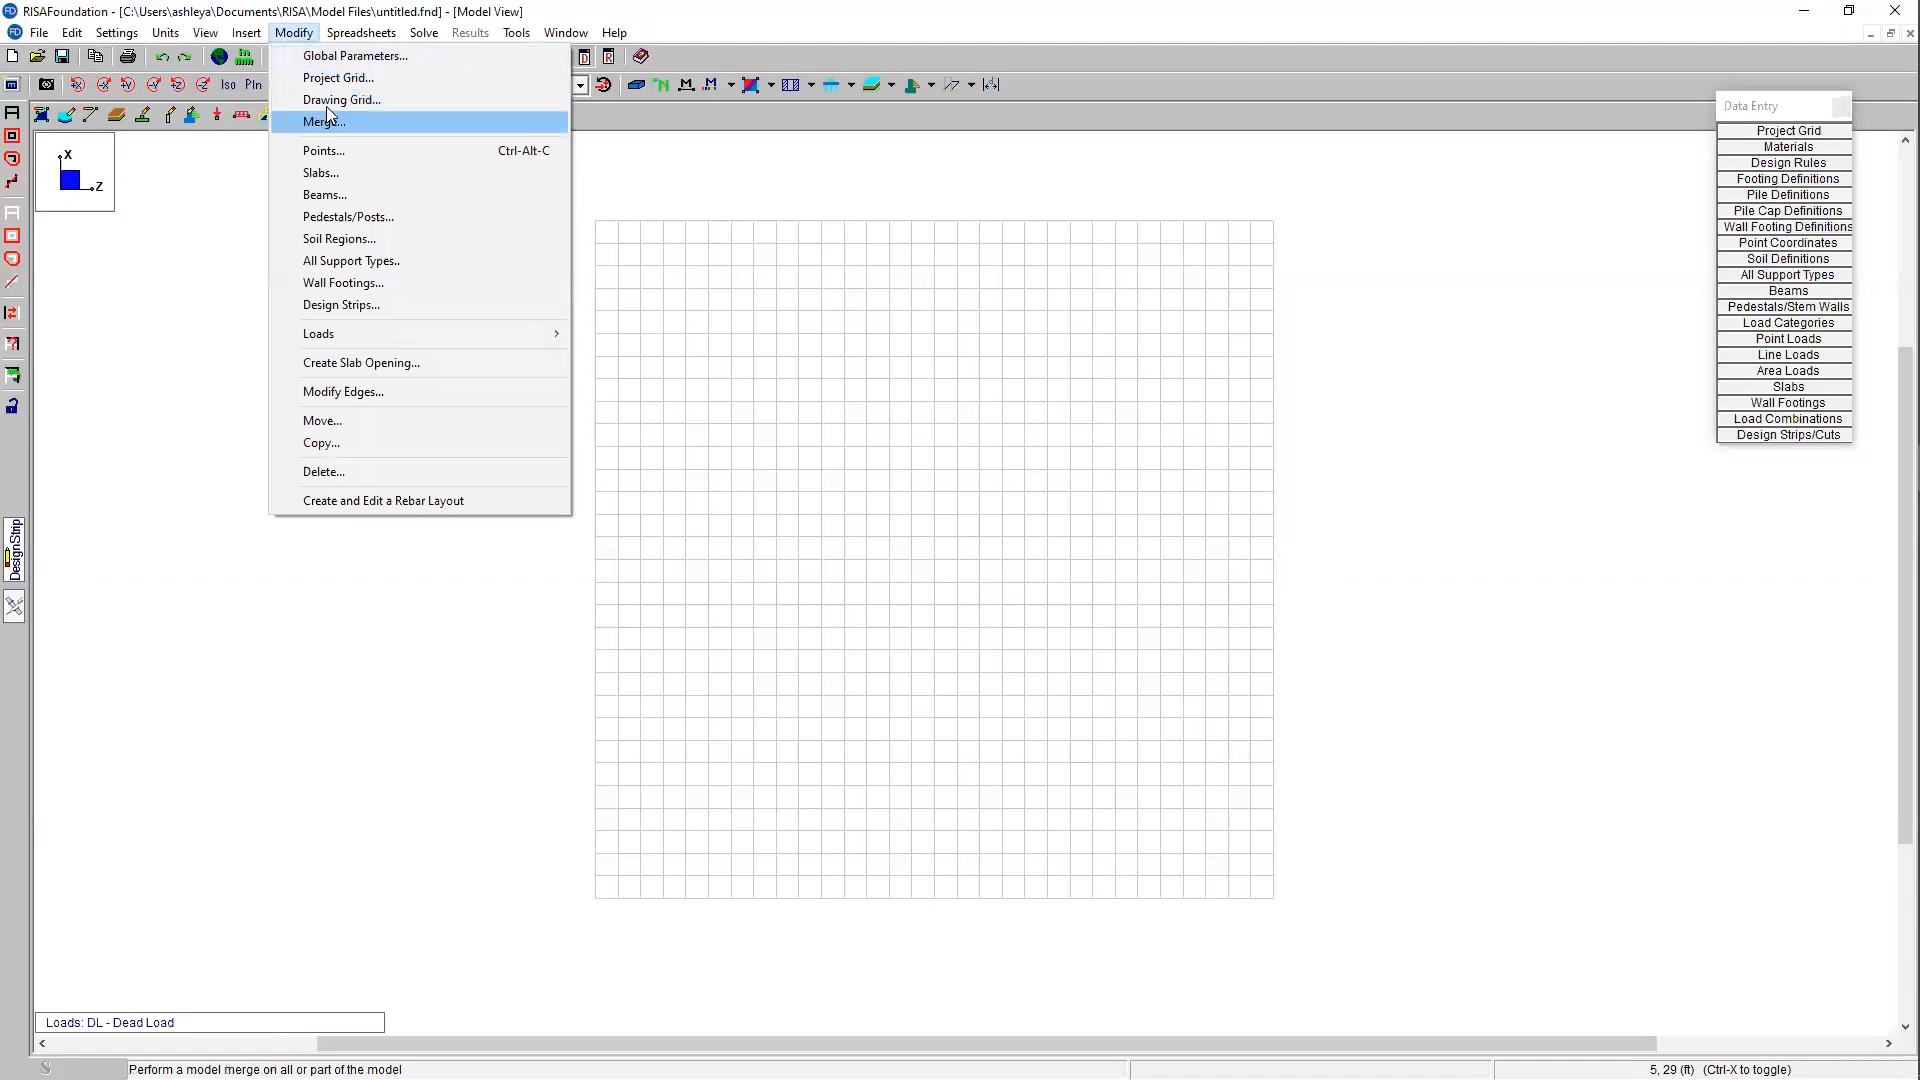 RISAFoundation - [C:\Users\ashleya\Documents\RISA\Model Files\untitled.fnd] - [Model View]
File Edit Settings Units View Insert Modify Spreadsheets Solve Results Tools Window Help
Iso Pln
Global Parameters...
Project Grid...
Drawing Grid...
Merge...
Points... Ctrl-Alt-C
Slabs...
Beams...
Pedestals/Posts...
Soil Regions...
All Support Types..
Wall Footings...
Design Strips...
Loads
Create Slab Opening...
Modify Edges...
Move...
Copy...
Delete...
Create and Edit a Rebar Layout
X
Z
DesignStrip
Data Entry
Project Grid
Materials
Design Rules
Footing Definitions
Pile Definitions
Pile Cap Definitions
Wall Footing Definitions
Point Coordinates
Soil Definitions
All Support Types
Beams
Pedestals/Stem Walls
Load Categories
Point Loads
Line Loads
Area Loads
Slabs
Wall Footings
Load Combinations
Design Strips/Cuts
Loads: DL - Dead Load
S Perform a model merge on all or part of the model 5, 29 (ft) (Ctrl-X to toggle)